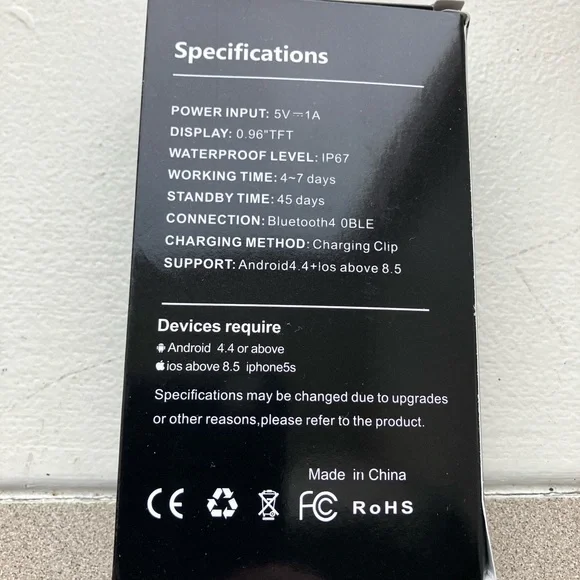 Specifications
POWER INPUT: 5V⎓1A
DISPLAY: 0.96"TFT
WATERPROOF LEVEL: IP67
WORKING TIME: 4~7 days
STANDBY TIME: 45 days
CONNECTION: Bluetooth4 0BLE
CHARGING METHOD: Charging Clip
SUPPORT: Android4.4+Ios above 8.5
Devices require
Android 4.4 or above
ios above 8.5 iphone5s
Specifications may be changed due to upgrades
or other reasons,please refer to the product.
Made in China
CE FC RoHS